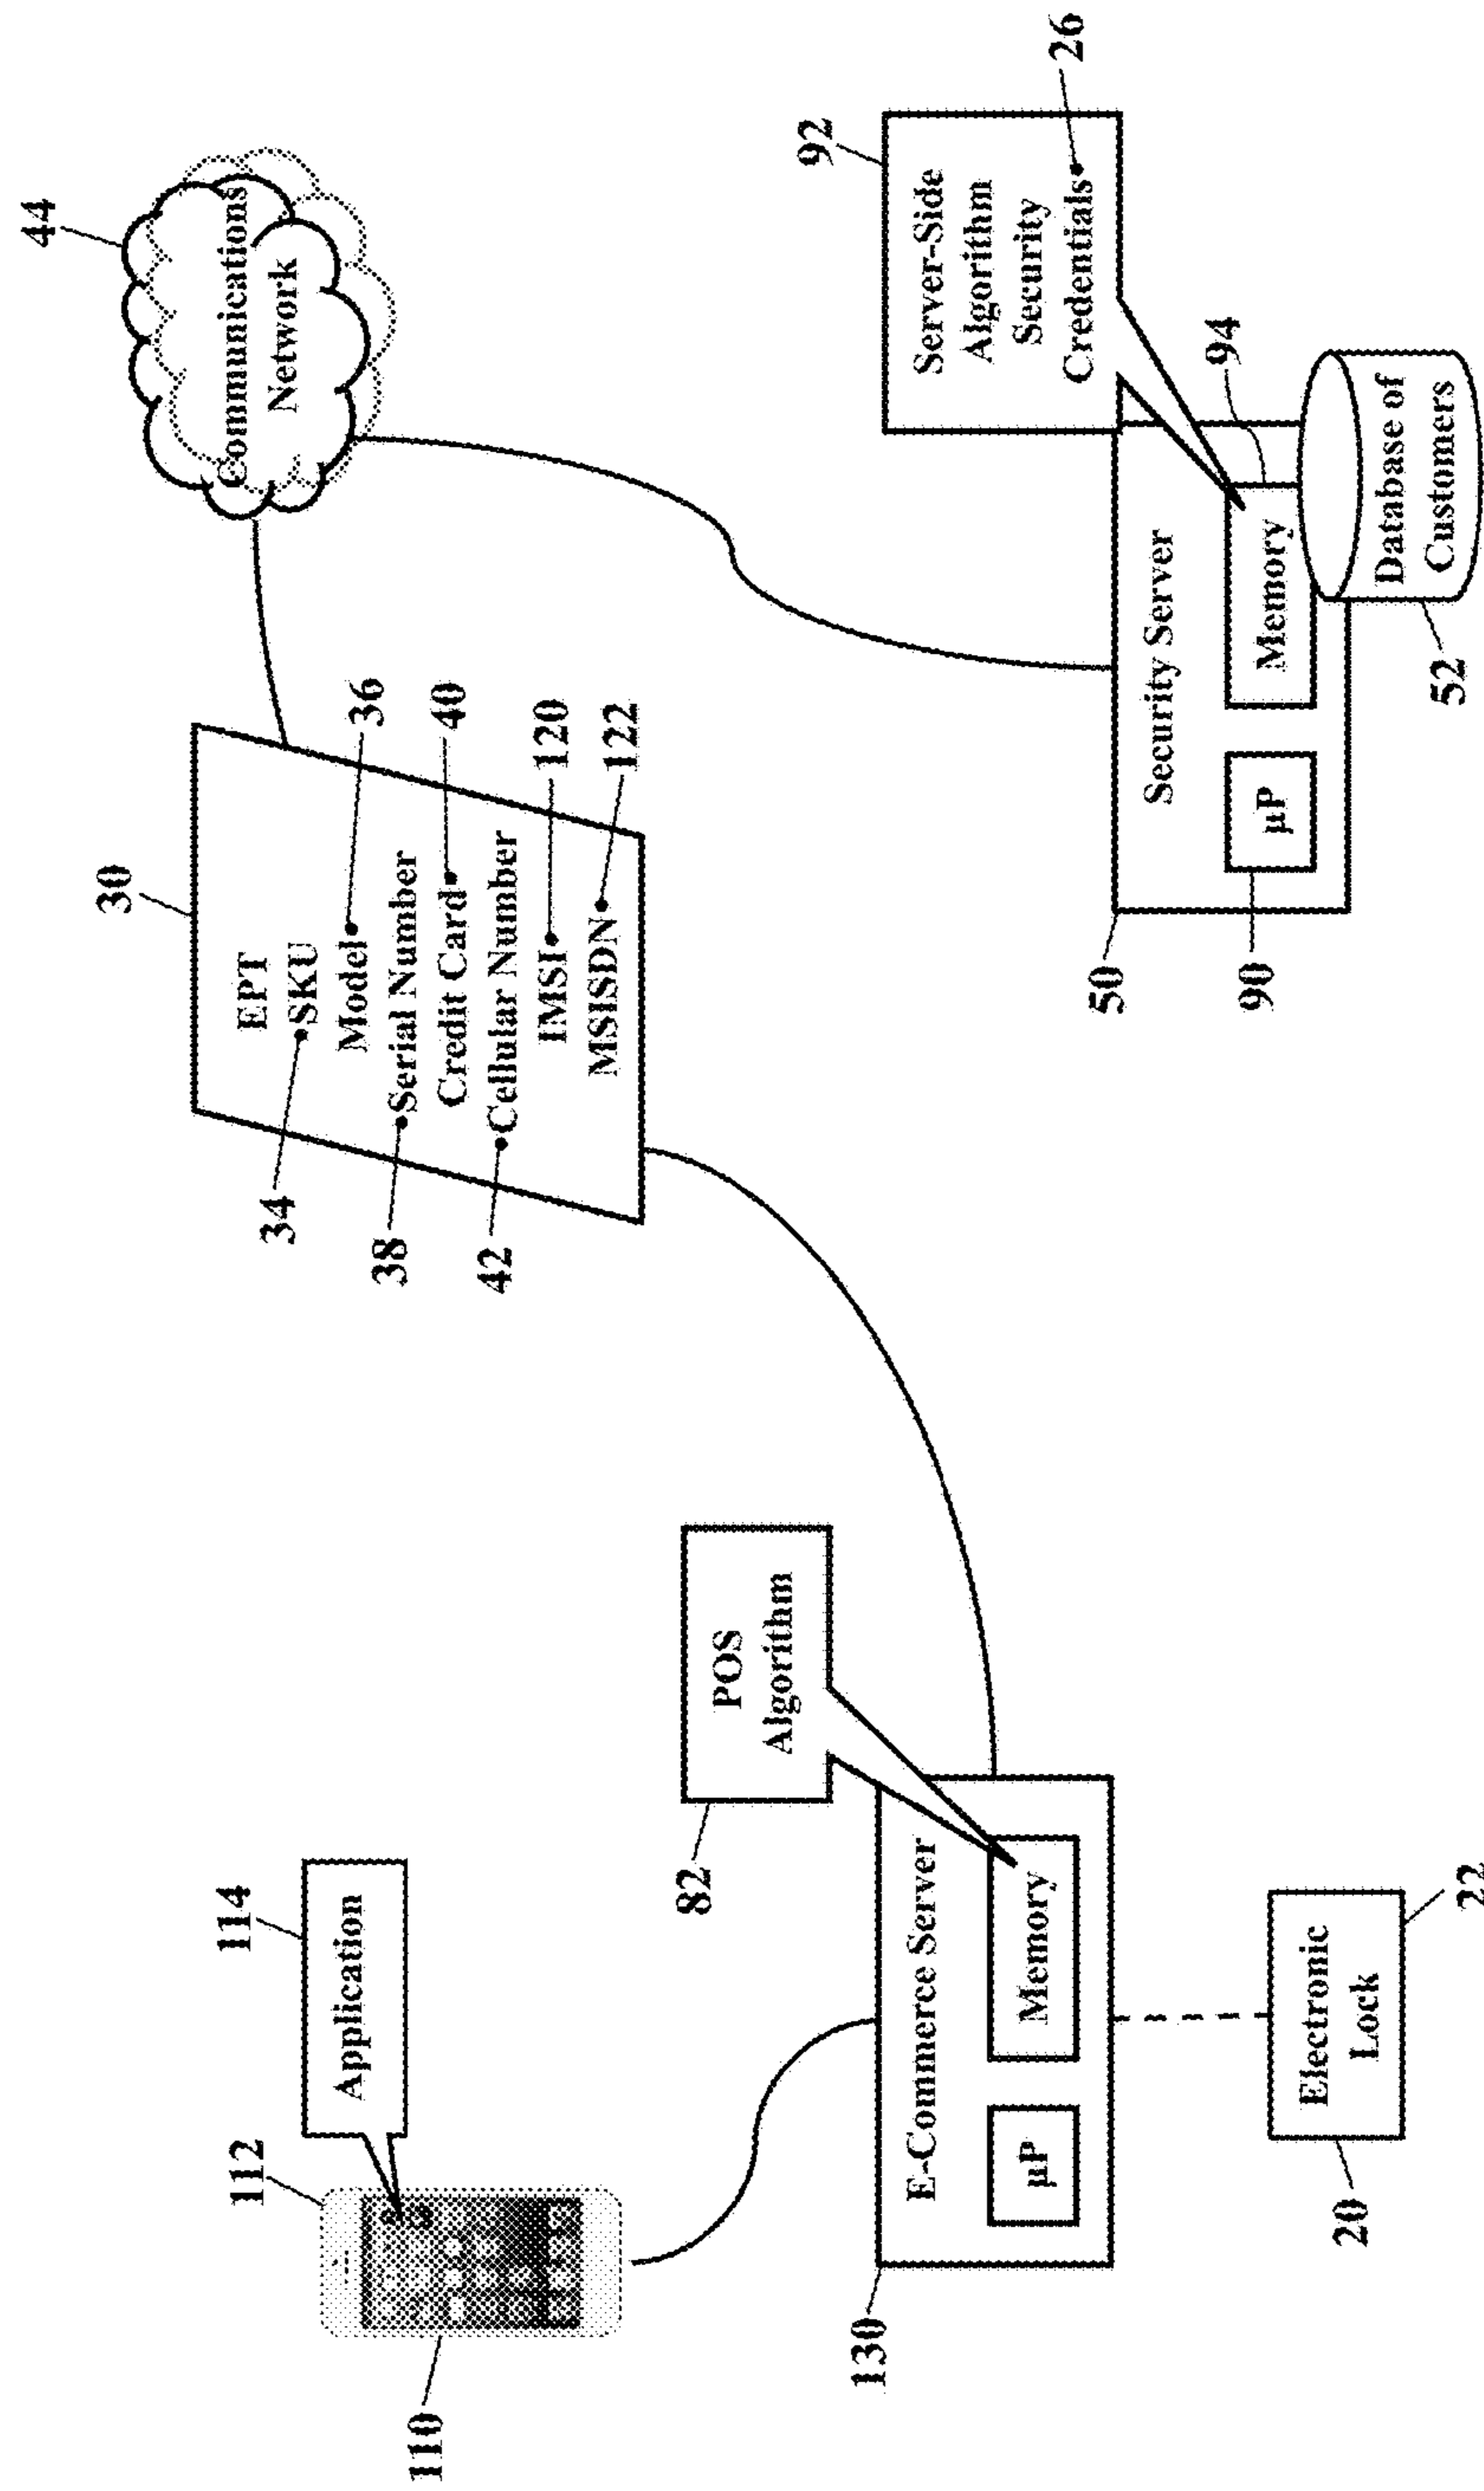 110
112
114
Application
130
E-Commerce Server
µP
Memory
82
POS
Algorithm
20
Electronic
Lock
22
30
EPT
34
SKU
Model
36
38
Serial Number
Credit Card
40
42
Cellular Number
IMSI
120
MSISDN
122
44
Communications
Network
50
Security Server
90
µP
Memory
94
92
Server-Side
Algorithm
Security
Credentials
26
Database of
Customers
52